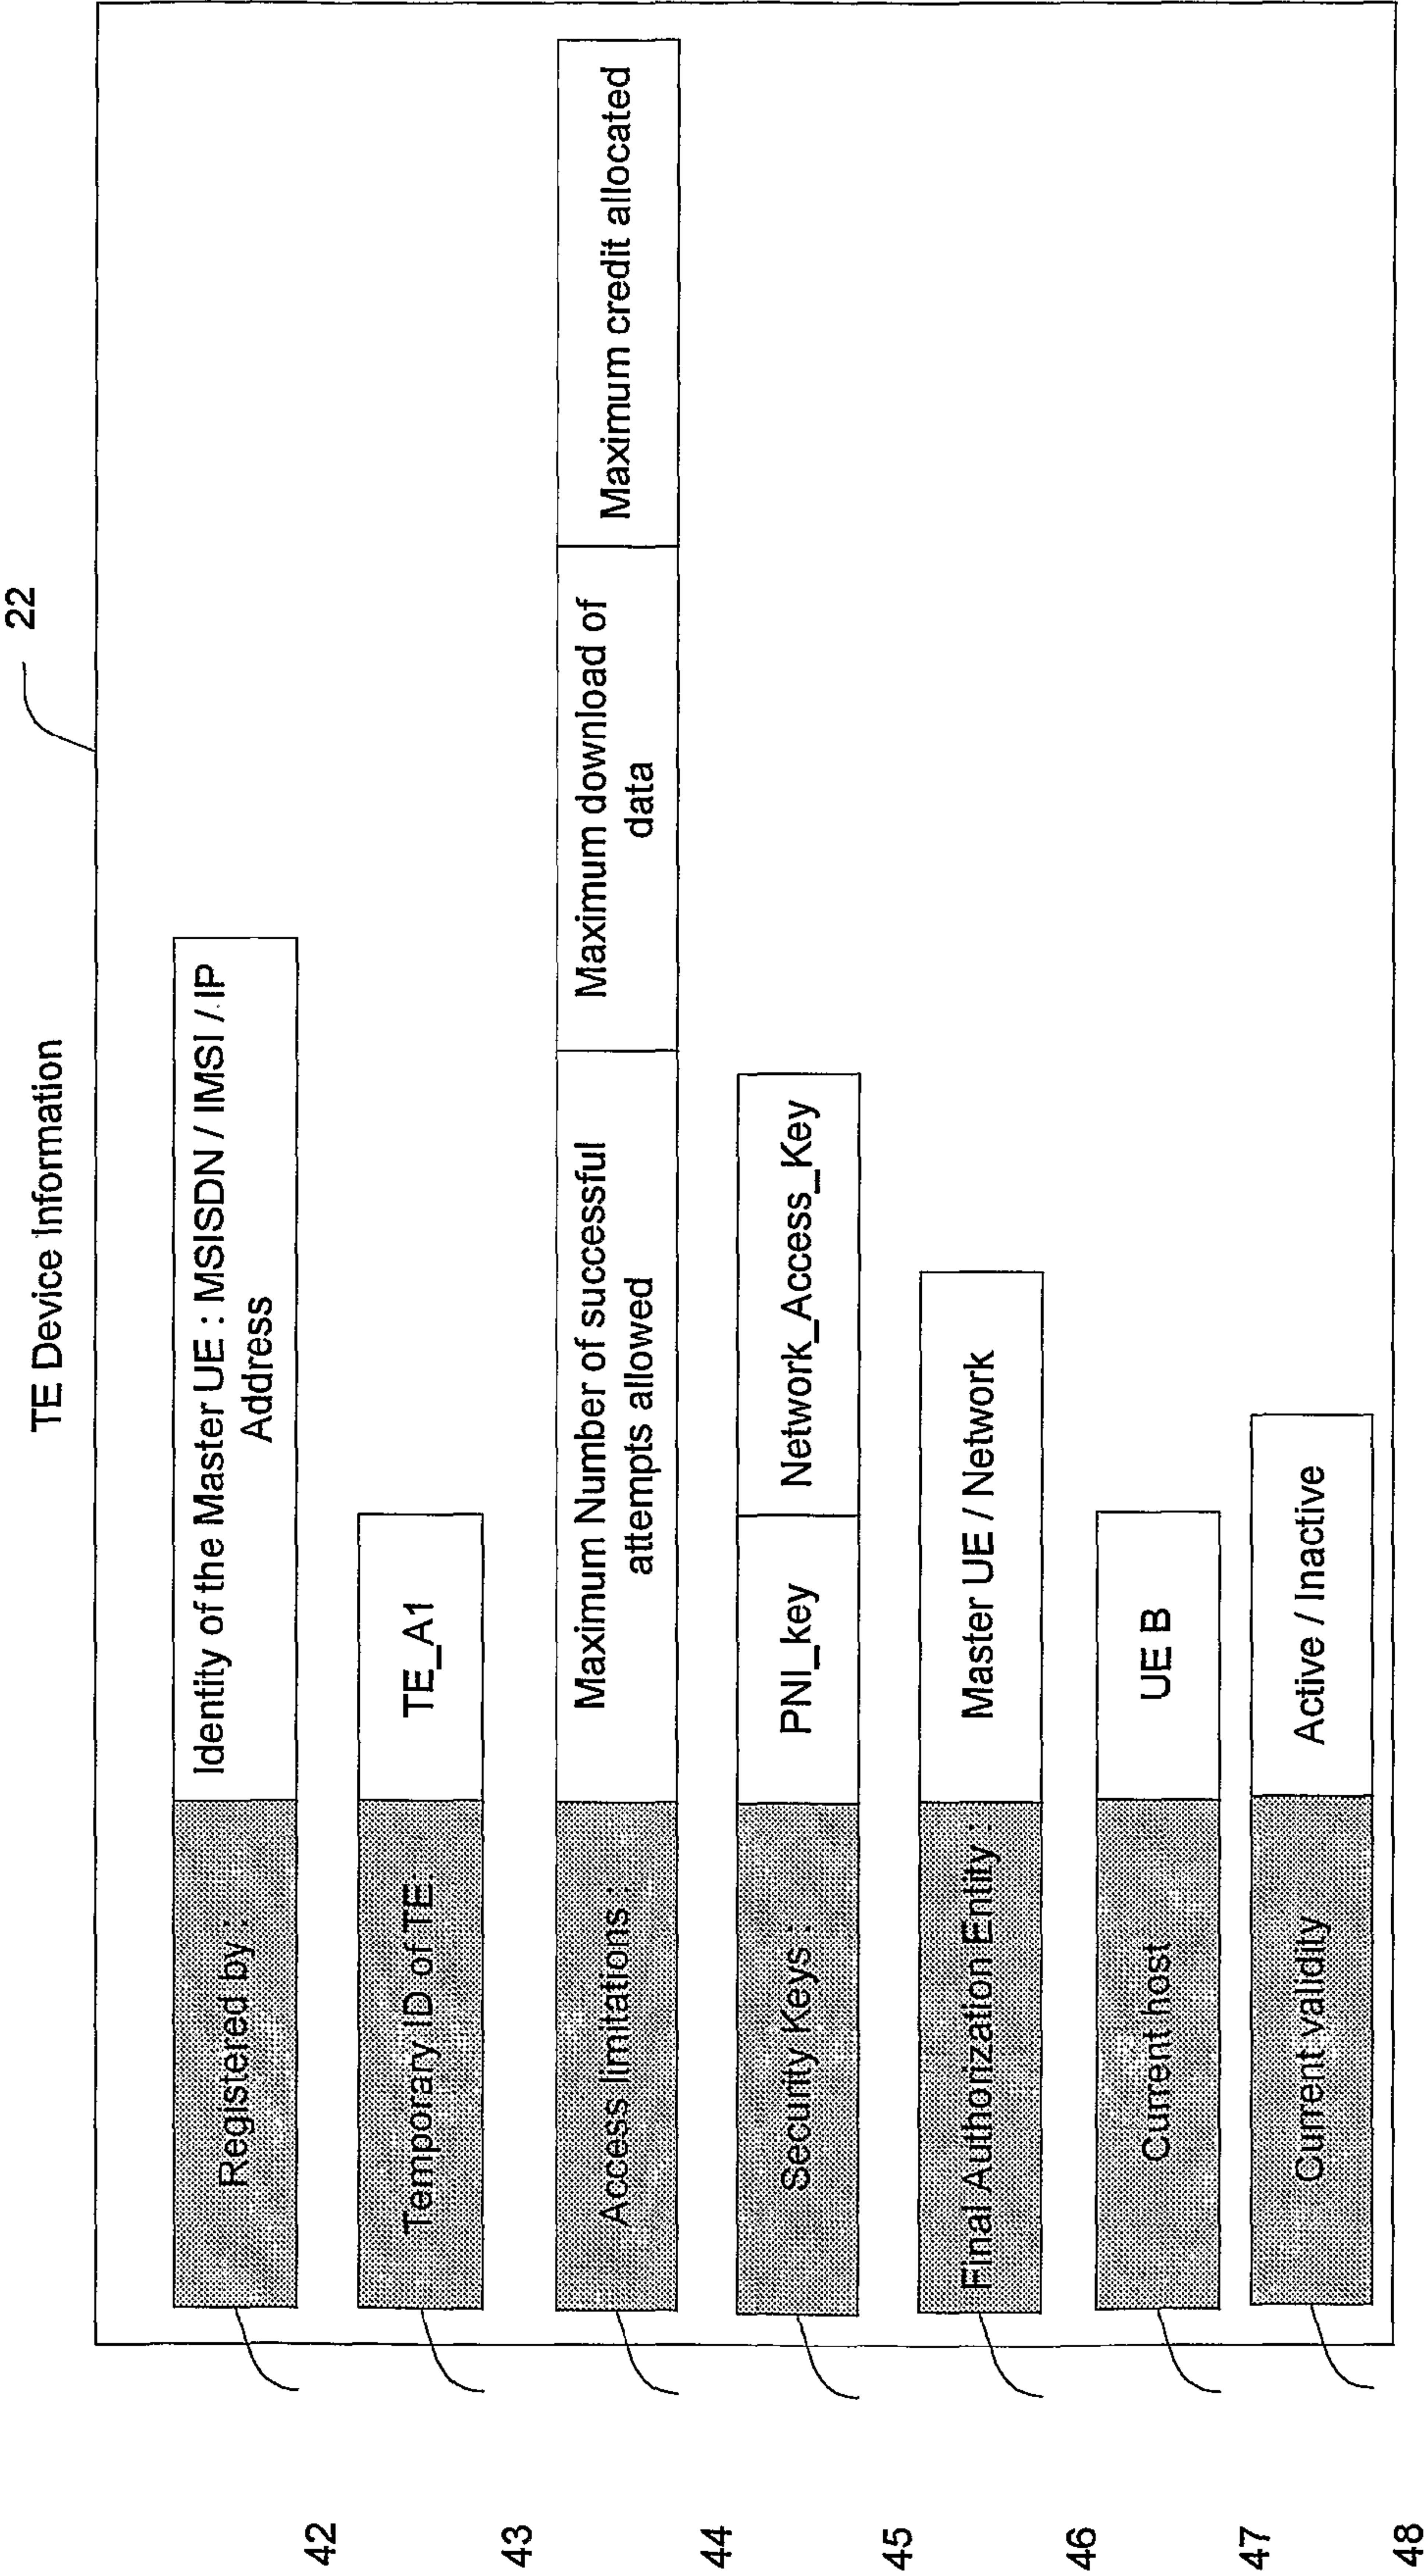 TE Device Information
22
42
Registered by :
Identity of the Master UE : MSISDN / IMSI / IP
Address
43
Temporary ID of TE:
TE_A1
44
Access limitations :
Maximum Number of successful
attempts allowed
Maximum download of
data
Maximum credit allocated
45
Security Keys :
PNI_key
Network_Access_Key
46
Final Authorization Entity :
Master UE / Network
47
Current host
UE B
48
Current validity
Active / Inactive